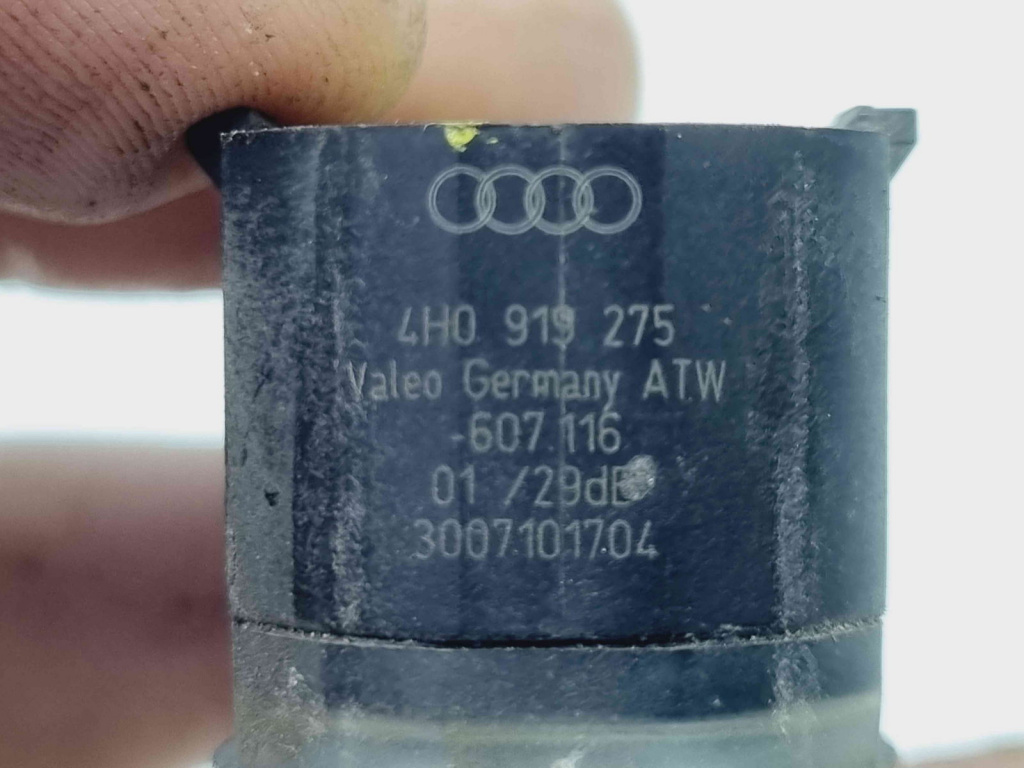 4H0 919 275
Valeo Germany ATW
607.116
01 /29dB
3007101704